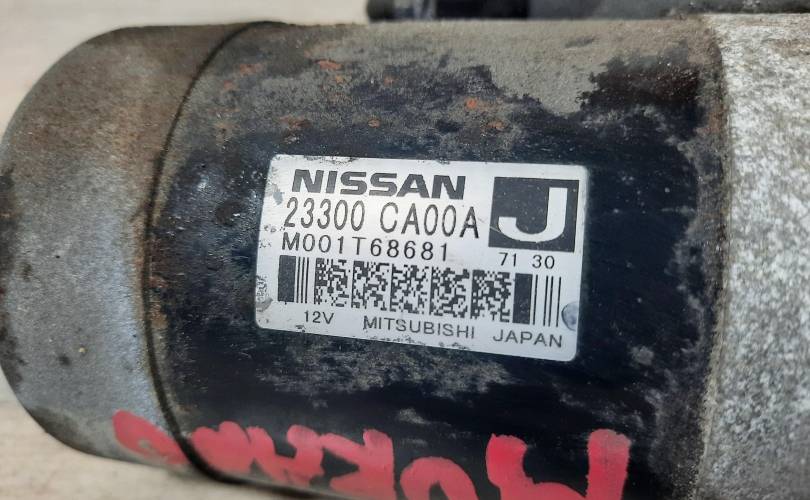 NISSAN
23300 CA00A
J
M001T68681
71 30
12V MITSUBISHI JAPAN